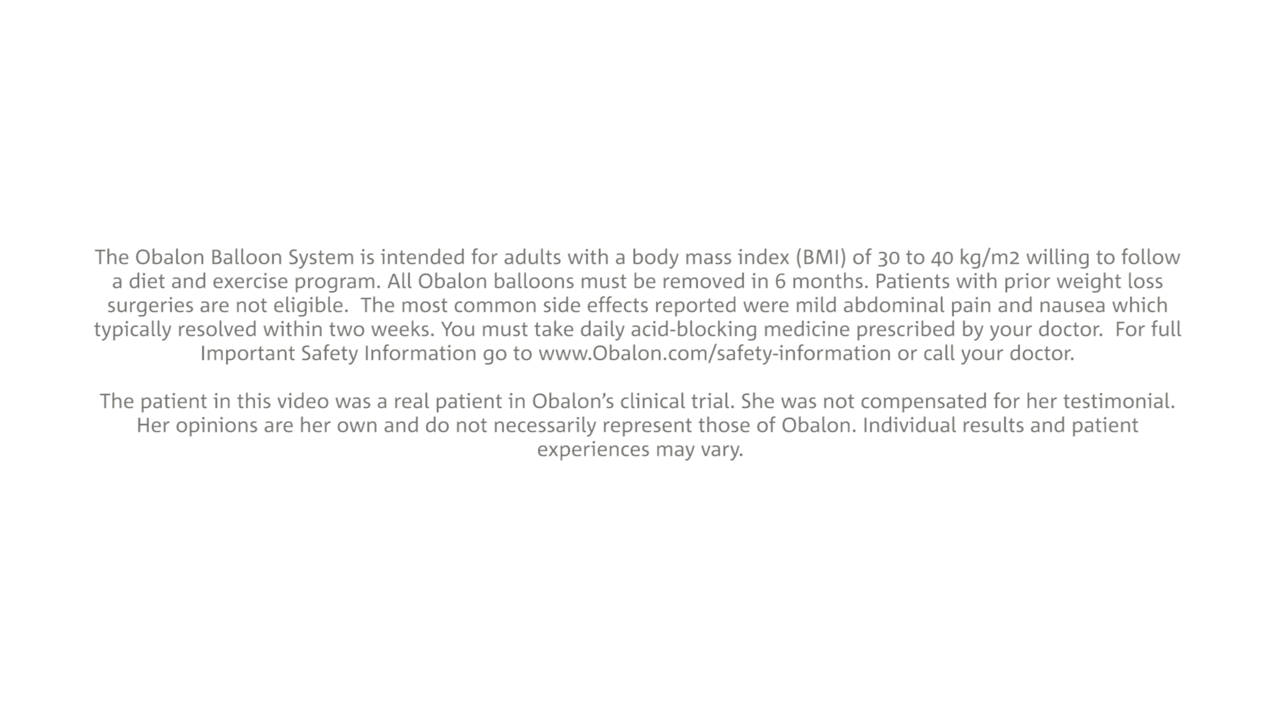 The Obalon Balloon System is intended for adults with a body mass index (BMI) of 30 to 40 kg/m2 willing to follow
a diet and exercise program. All Obalon balloons must be removed in 6 months. Patients with prior weight loss
surgeries are not eligible.  The most common side effects reported were mild abdominal pain and nausea which
typically resolved within two weeks. You must take daily acid-blocking medicine prescribed by your doctor.  For full
Important Safety Information go to www.Obalon.com/safety-information or call your doctor.
The patient in this video was a real patient in Obalon’s clinical trial. She was not compensated for her testimonial.
Her opinions are her own and do not necessarily represent those of Obalon. Individual results and patient
experiences may vary.